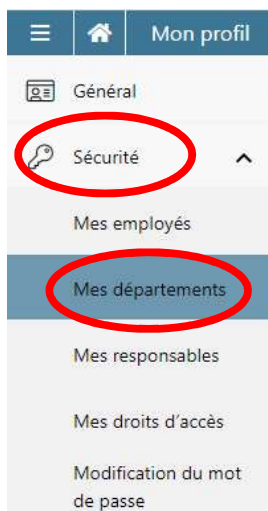 Mon profil
Général
Sécurité
Mes employés
Mes départements
Mes responsables
Mes droits d’accès
Modification du mot
de passe